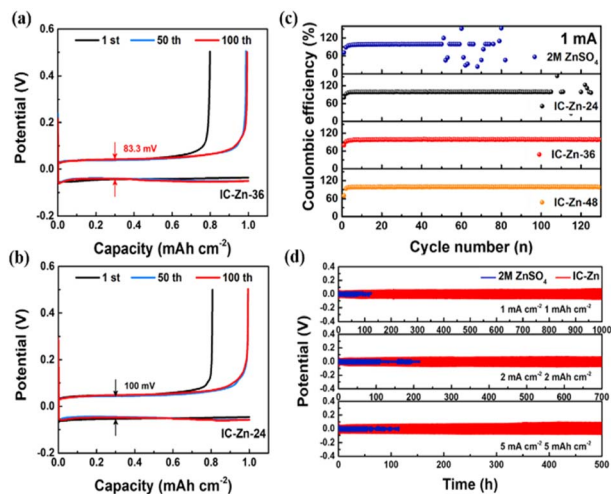 (a)
1 st 50 th 100 th
0.6
0.4
0.2
0.0
-0.2
Potential (V)
83.3 mV
IC-Zn-36
0.0 0.2 0.4 0.6 0.8 1.0
Capacity (mAh cm-2)
(b)
1 st 50 th 100 th
0.6
0.4
0.2
0.0
-0.2
Potential (V)
100 mV
IC-Zn-24
0.0 0.2 0.4 0.6 0.8 1.0
Capacity (mAh cm-2)
(c)
Coulombic efficiency (%)
1 mA
120
80
40
0
2M ZnSO4
120
80
40
0
IC-Zn-24
120
80
40
0
IC-Zn-36
120
80
40
0
IC-Zn-48
0 20 40 60 80 100 120
Cycle number (n)
(d)
Potential (V)
2M ZnSO4 IC-Zn
0.4
0.2
0.0
-0.2
1 mA cm-2 1 mAh cm-2
0 100 200 300 400 500 600 700 800 900 1000
0.4
0.2
0.0
-0.2
2 mA cm-2 2 mAh cm-2
0 100 200 300 400 500 600 700
0.4
0.2
0.0
-0.2
-0.4
5 mA cm-2 5 mAh cm-2
0 100 200 300 400 500
Time (h)